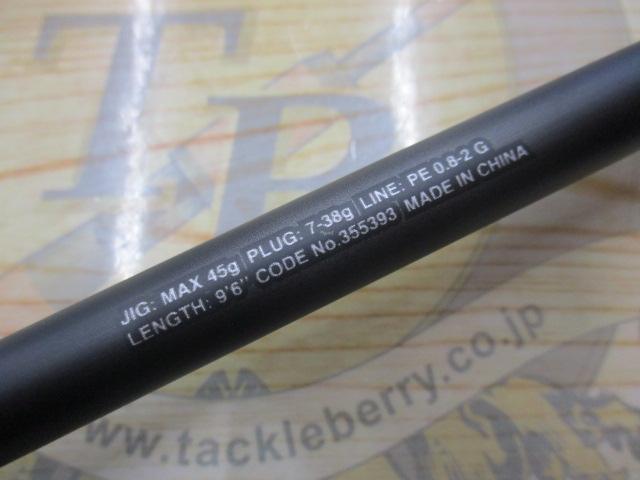 TP
JIG: MAX 45g | PLUG: 7-38g | LINE: PE 0.8-2 G
LENGTH: 9'6" CODE No.355393 | MADE IN CHINA
www.tackleberry.co.jp